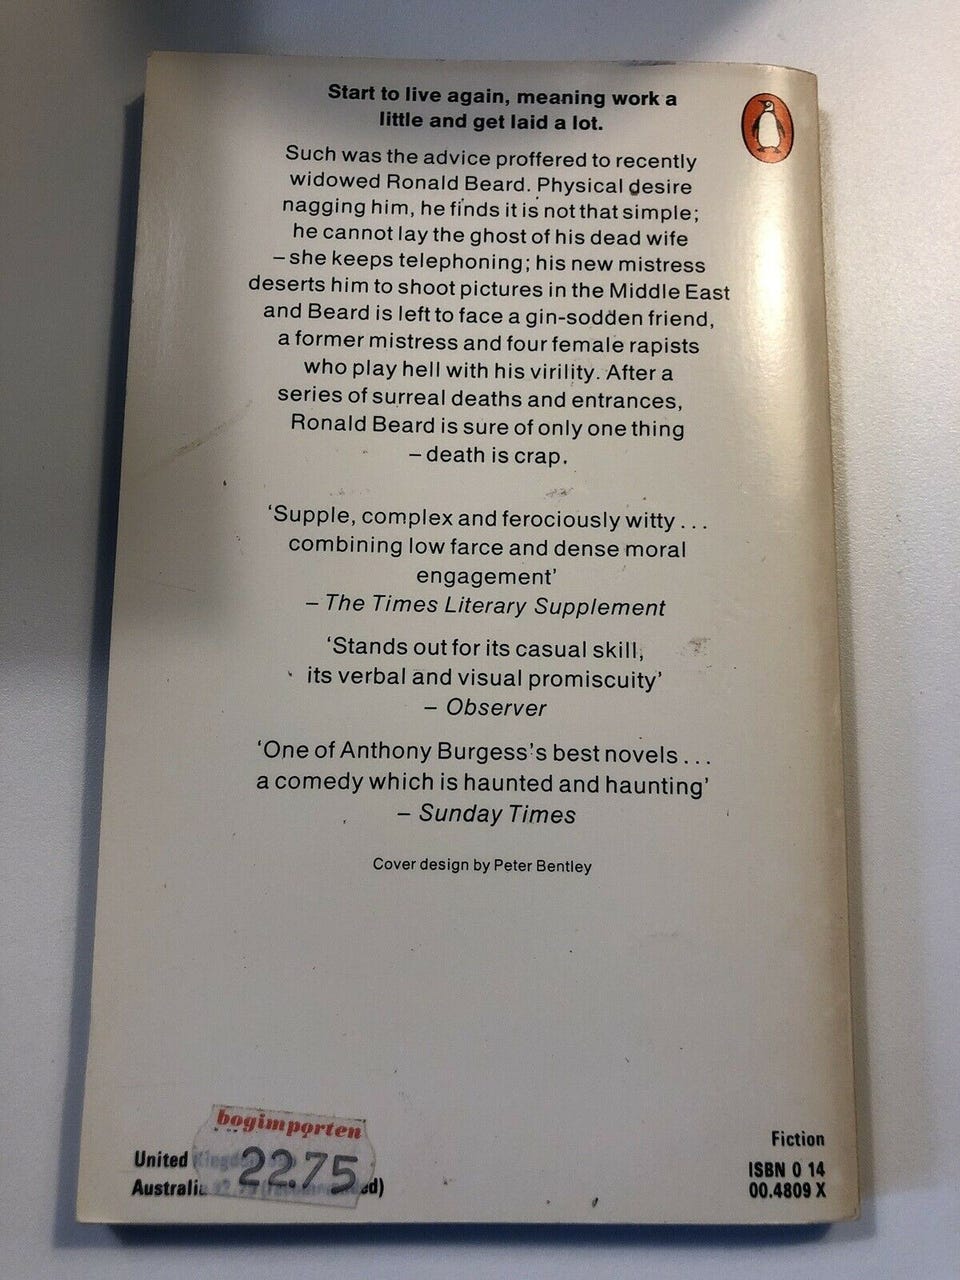 Start to live again, meaning work a
little and get laid a lot.
Such was the advice proffered to recently
widowed Ronald Beard. Physical desire
nagging him, he finds it is not that simple;
he cannot lay the ghost of his dead wife
– she keeps telephoning; his new mistress
deserts him to shoot pictures in the Middle East
and Beard is left to face a gin-sodden friend,
a former mistress and four female rapists
who play hell with his virility. After a
series of surreal deaths and entrances,
Ronald Beard is sure of only one thing
– death is crap.
‘Supple, complex and ferociously witty . . .
combining low farce and dense moral
engagement’
– The Times Literary Supplement
‘Stands out for its casual skill,
its verbal and visual promiscuity’
– Observer
‘One of Anthony Burgess's best novels . . .
a comedy which is haunted and haunting’
– Sunday Times
Cover design by Peter Bentley
bogimporten
22.75
United Kingdom
Australia
Fiction
ISBN 0 14
00.4809 X